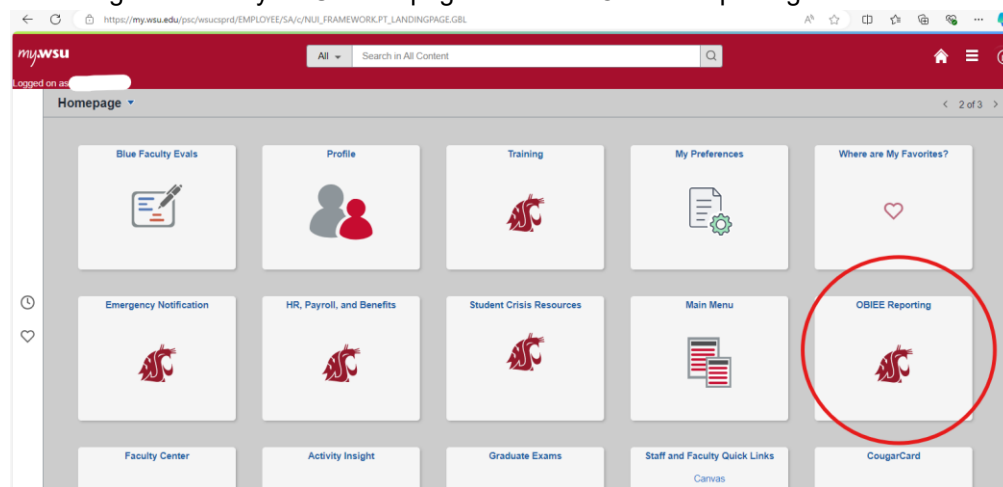 https://my.wsu.edu/psc/wsucsprd/EMPLOYEE/SA/c/NUI_FRAMEWORK.PT_LANDINGPAGE.GBL
my.wsu
All
Search in All Content
Logged on as
Homepage
2 of 3
Blue Faculty Evals
Profile
Training
My Preferences
Where are My Favorites?
Emergency Notification
HR, Payroll, and Benefits
Student Crisis Resources
Main Menu
OBIEE Reporting
Faculty Center
Activity Insight
Graduate Exams
Staff and Faculty Quick Links
CougarCard
Canvas